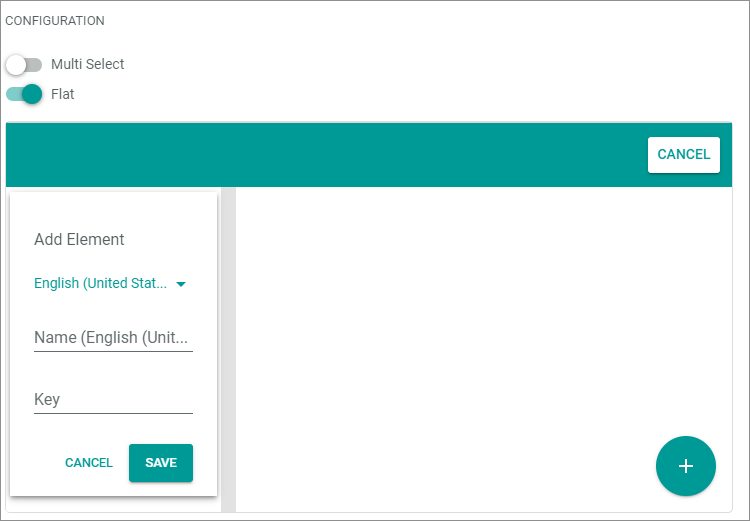 CONFIGURATION
Multi Select
Flat
CANCEL
Add Element
English (United Stat...
Name (English (Unit...
Key
CANCEL SAVE